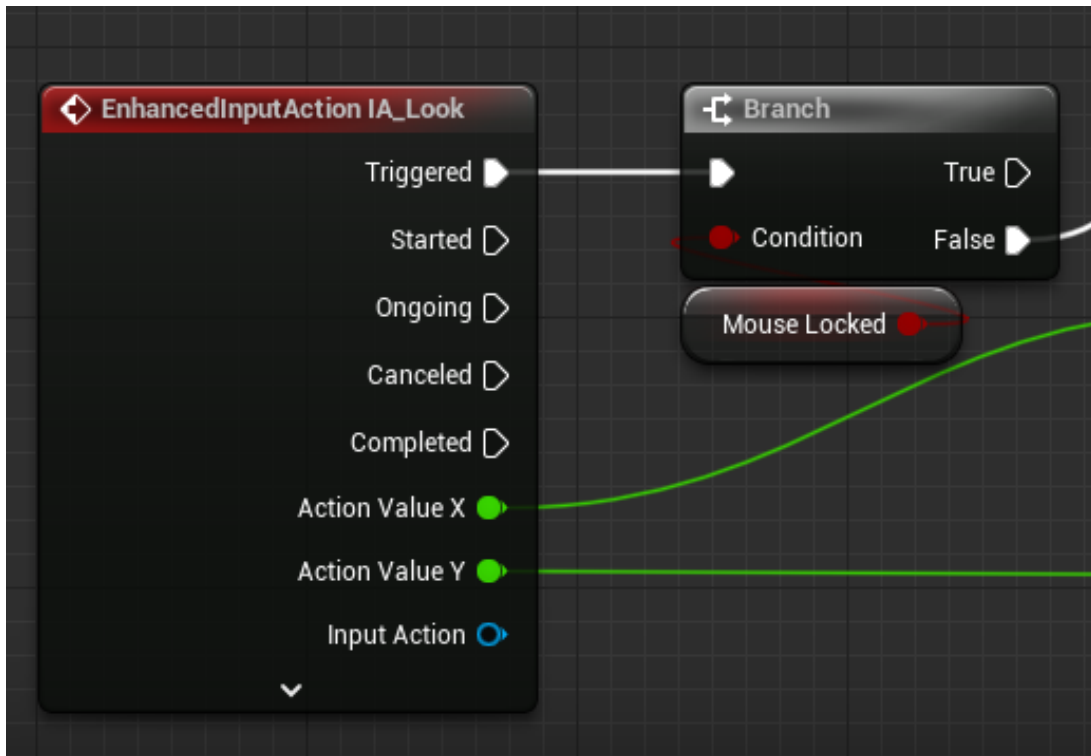 EnhancedInputAction IA_Look
Triggered
Started
Ongoing
Canceled
Completed
Action Value X
Action Value Y
Input Action
Branch
True
Condition
False
Mouse Locked